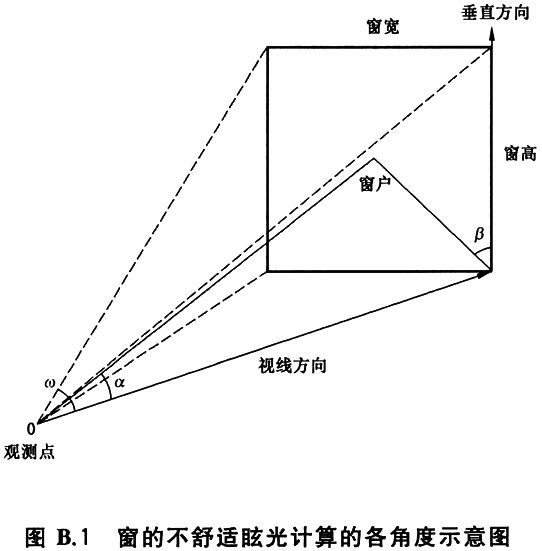 垂直方向
窗宽
窗高
窗户
β
视线方向
ω
α
0
观测点
图 B.1 窗的不舒适眩光计算的各角度示意图